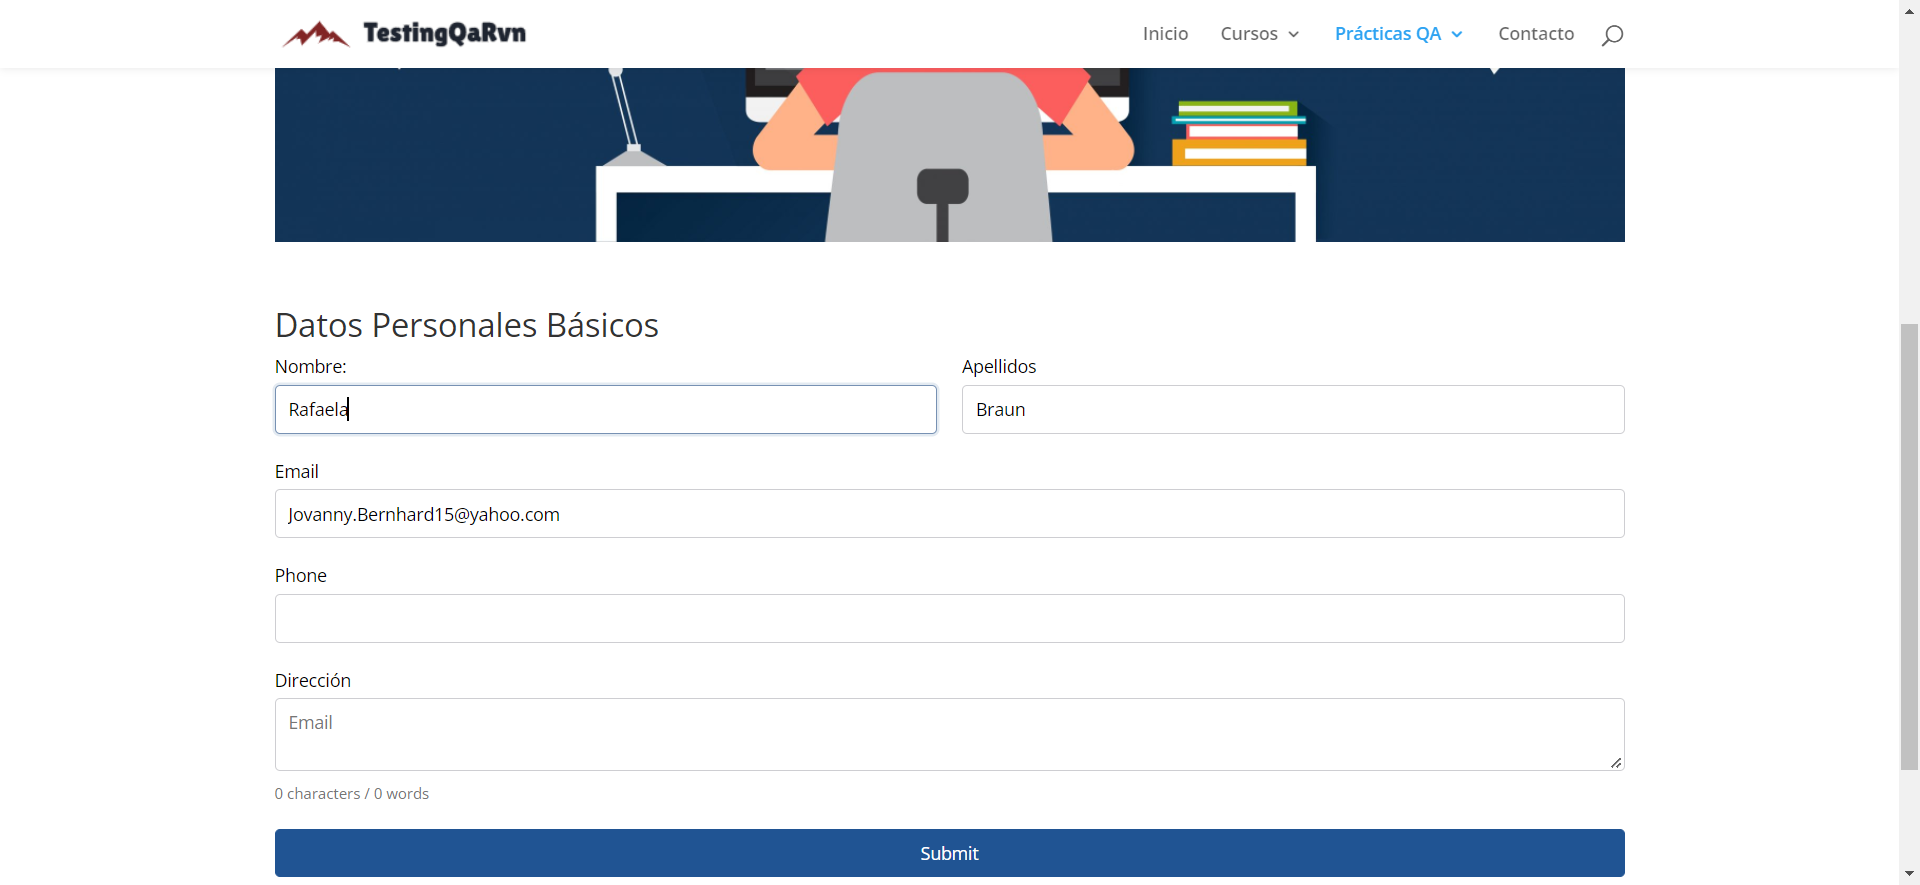 TestingQaRvn
Inicio Cursos Prácticas QA Contacto
Datos Personales Básicos
Nombre: Apellidos
Rafaela Braun
Email
Jovanny.Bernhard15@yahoo.com
Phone
Dirección
Email
0 characters / 0 words
Submit